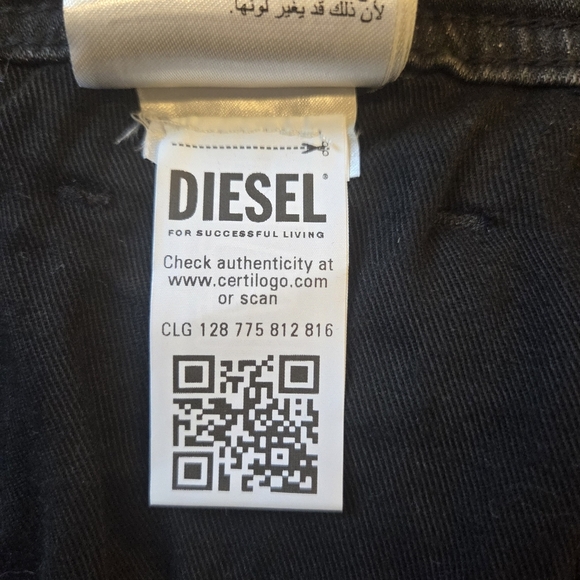 لأن ذلك قد يغير لونها.
DIESEL®
FOR SUCCESSFUL LIVING
Check authenticity at
www.certilogo.com
or scan
CLG 128 775 812 816